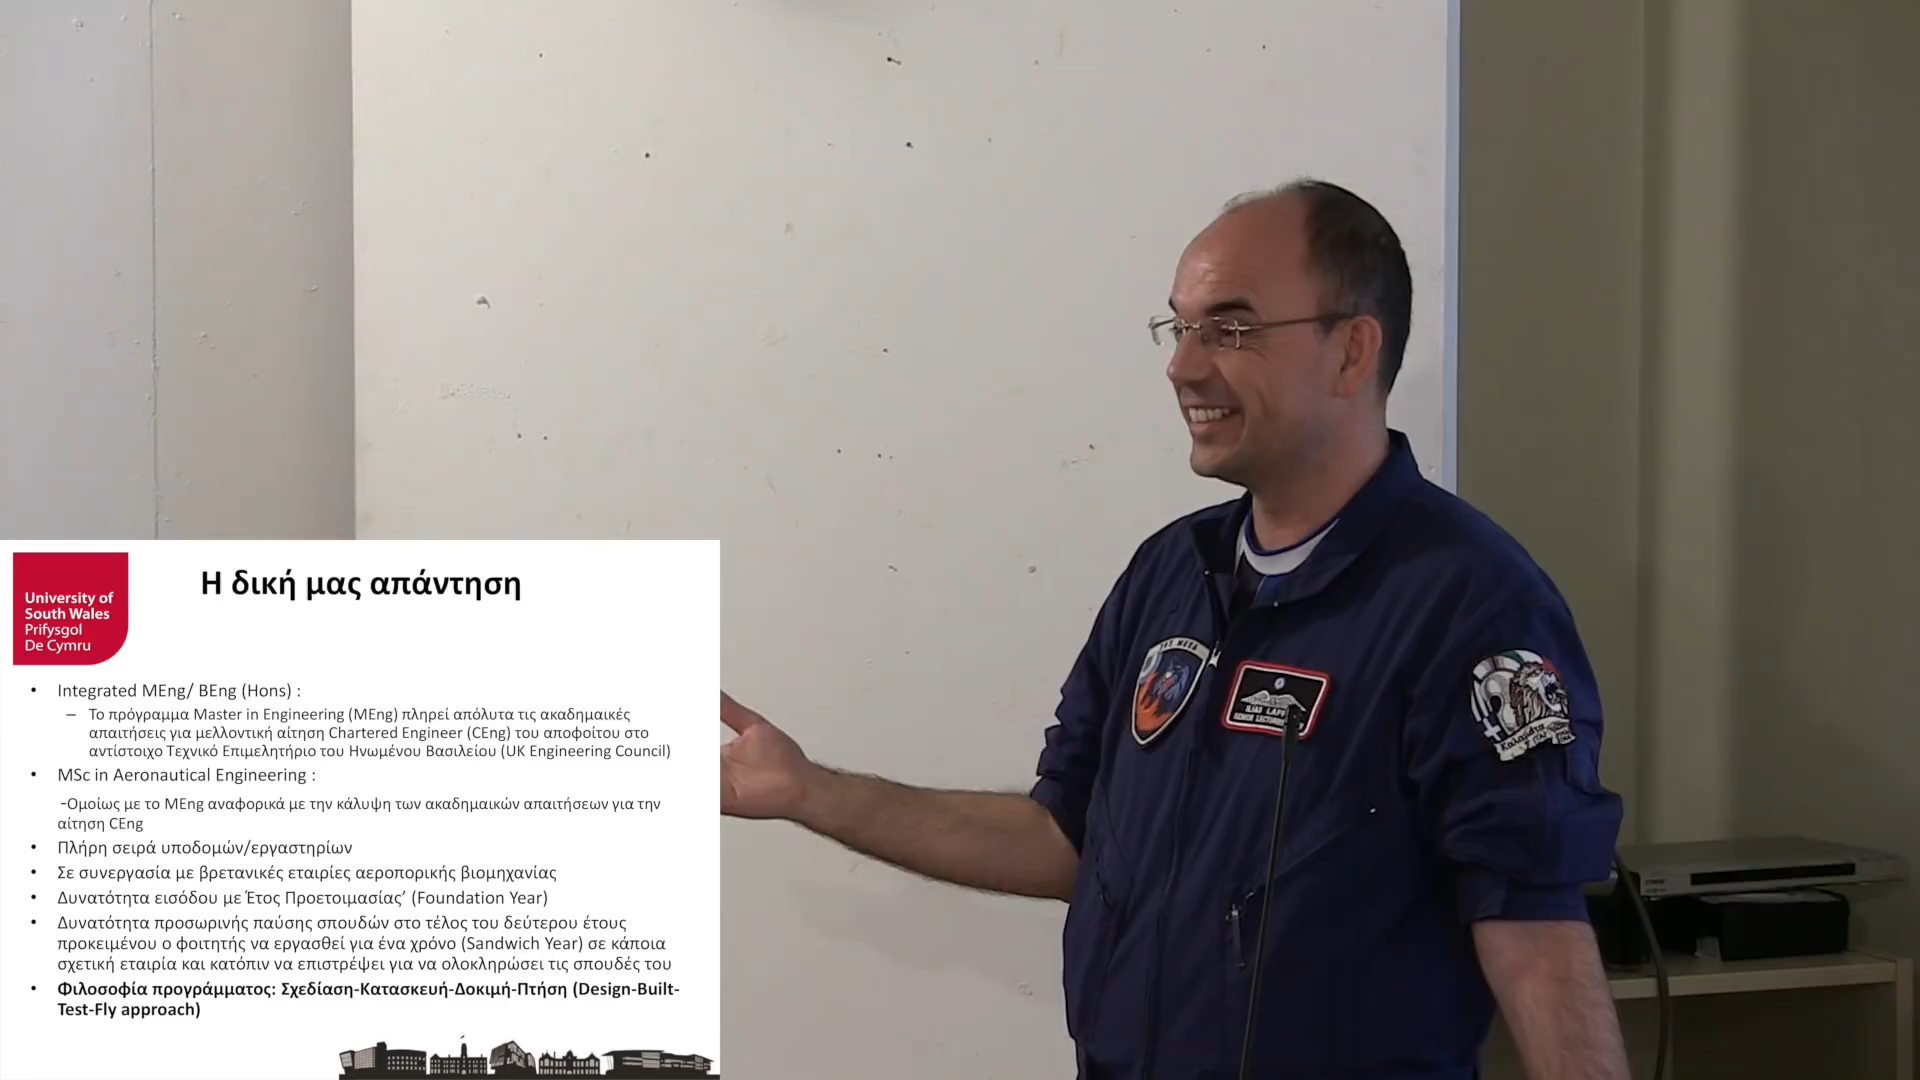 University of
South Wales
Prifysgol
De Cymru
Η δική μας απάντηση
• Integrated MEng/ BEng (Hons) :
– Το πρόγραμμα Master in Engineering (MEng) πληρεί απόλυτα τις ακαδημαικές
απαιτήσεις για μελλοντική αίτηση Chartered Engineer (CEng) του αποφοίτου στο
αντίστοιχο Τεχνικό Επιμελητήριο του Ηνωμένου Βασιλείου (UK Engineering Council)
• MSc in Aeronautical Engineering :
-Ομοίως με το MEng αναφορικά με την κάλυψη των ακαδημαικών απαιτήσεων για την
αίτηση CEng
• Πλήρη σειρά υποδομών/εργαστηρίων
• Σε συνεργασία με βρετανικές εταιρίες αεροπορικής βιομηχανίας
• Δυνατότητα εισόδου με Έτος Προετοιμασίας’ (Foundation Year)
• Δυνατότητα προσωρινής παύσης σπουδών στο τέλος του δεύτερου έτους
προκειμένου ο φοιτητής να εργασθεί για ένα χρόνο (Sandwich Year) σε κάποια
σχετική εταιρία και κατόπιν να επιστρέψει για να ολοκληρώσει τις σπουδές του
• Φιλοσοφία προγράμματος: Σχεδίαση-Κατασκευή-Δοκιμή-Πτήση (Design-Built-
Test-Fly approach)
ILIAS
SENIOR
Καλαμάτα